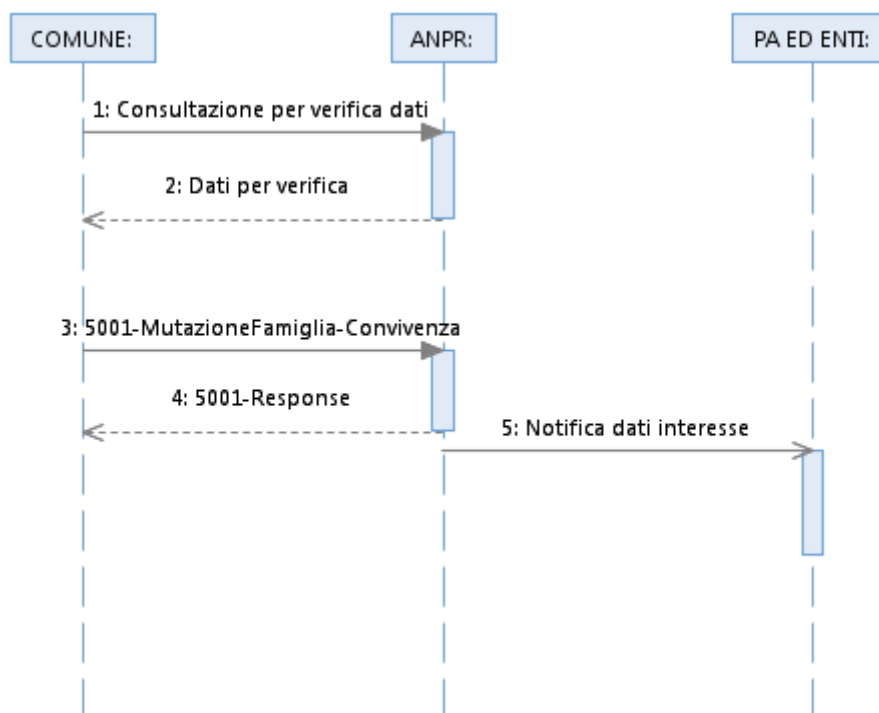 COMUNE:
ANPR:
PA ED ENTI:
1: Consultazione per verifica dati
2: Dati per verifica
3: 5001-MutazioneFamiglia-Convivenza
4: 5001-Response
5: Notifica dati interesse